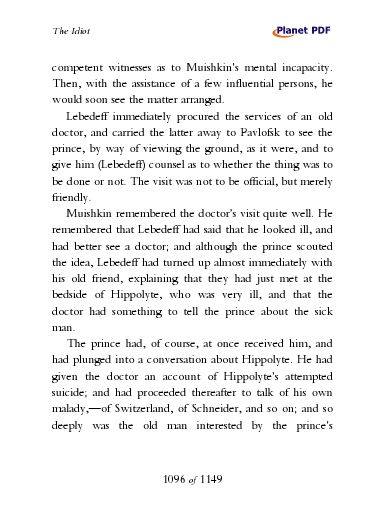 The Idiot
Planet PDF
competent witnesses as to Muishkin's mental incapacity.
Then, with the assistance of a few influential persons, he
would soon see the matter arranged.
Lebedeff immediately procured the services of an old
doctor, and carried the latter away to Pavlofsk to see the
prince, by way of viewing the ground, as it were, and to
give him (Lebedeff) counsel as to whether the thing was to
be done or not. The visit was not to be official, but merely
friendly.
Muishkin remembered the doctor's visit quite well. He
remembered that Lebedeff had said that he looked ill, and
had better see a doctor; and although the prince scouted
the idea, Lebedeff had turned up almost immediately with
his old friend, explaining that they had just met at the
bedside of Hippolyte, who was very ill, and that the
doctor had something to tell the prince about the sick
man.
The prince had, of course, at once received him, and
had plunged into a conversation about Hippolyte. He had
given the doctor an account of Hippolyte's attempted
suicide; and had proceeded thereafter to talk of his own
malady,—of Switzerland, of Schneider, and so on; and so
deeply was the old man interested by the prince's
1096 of 1149